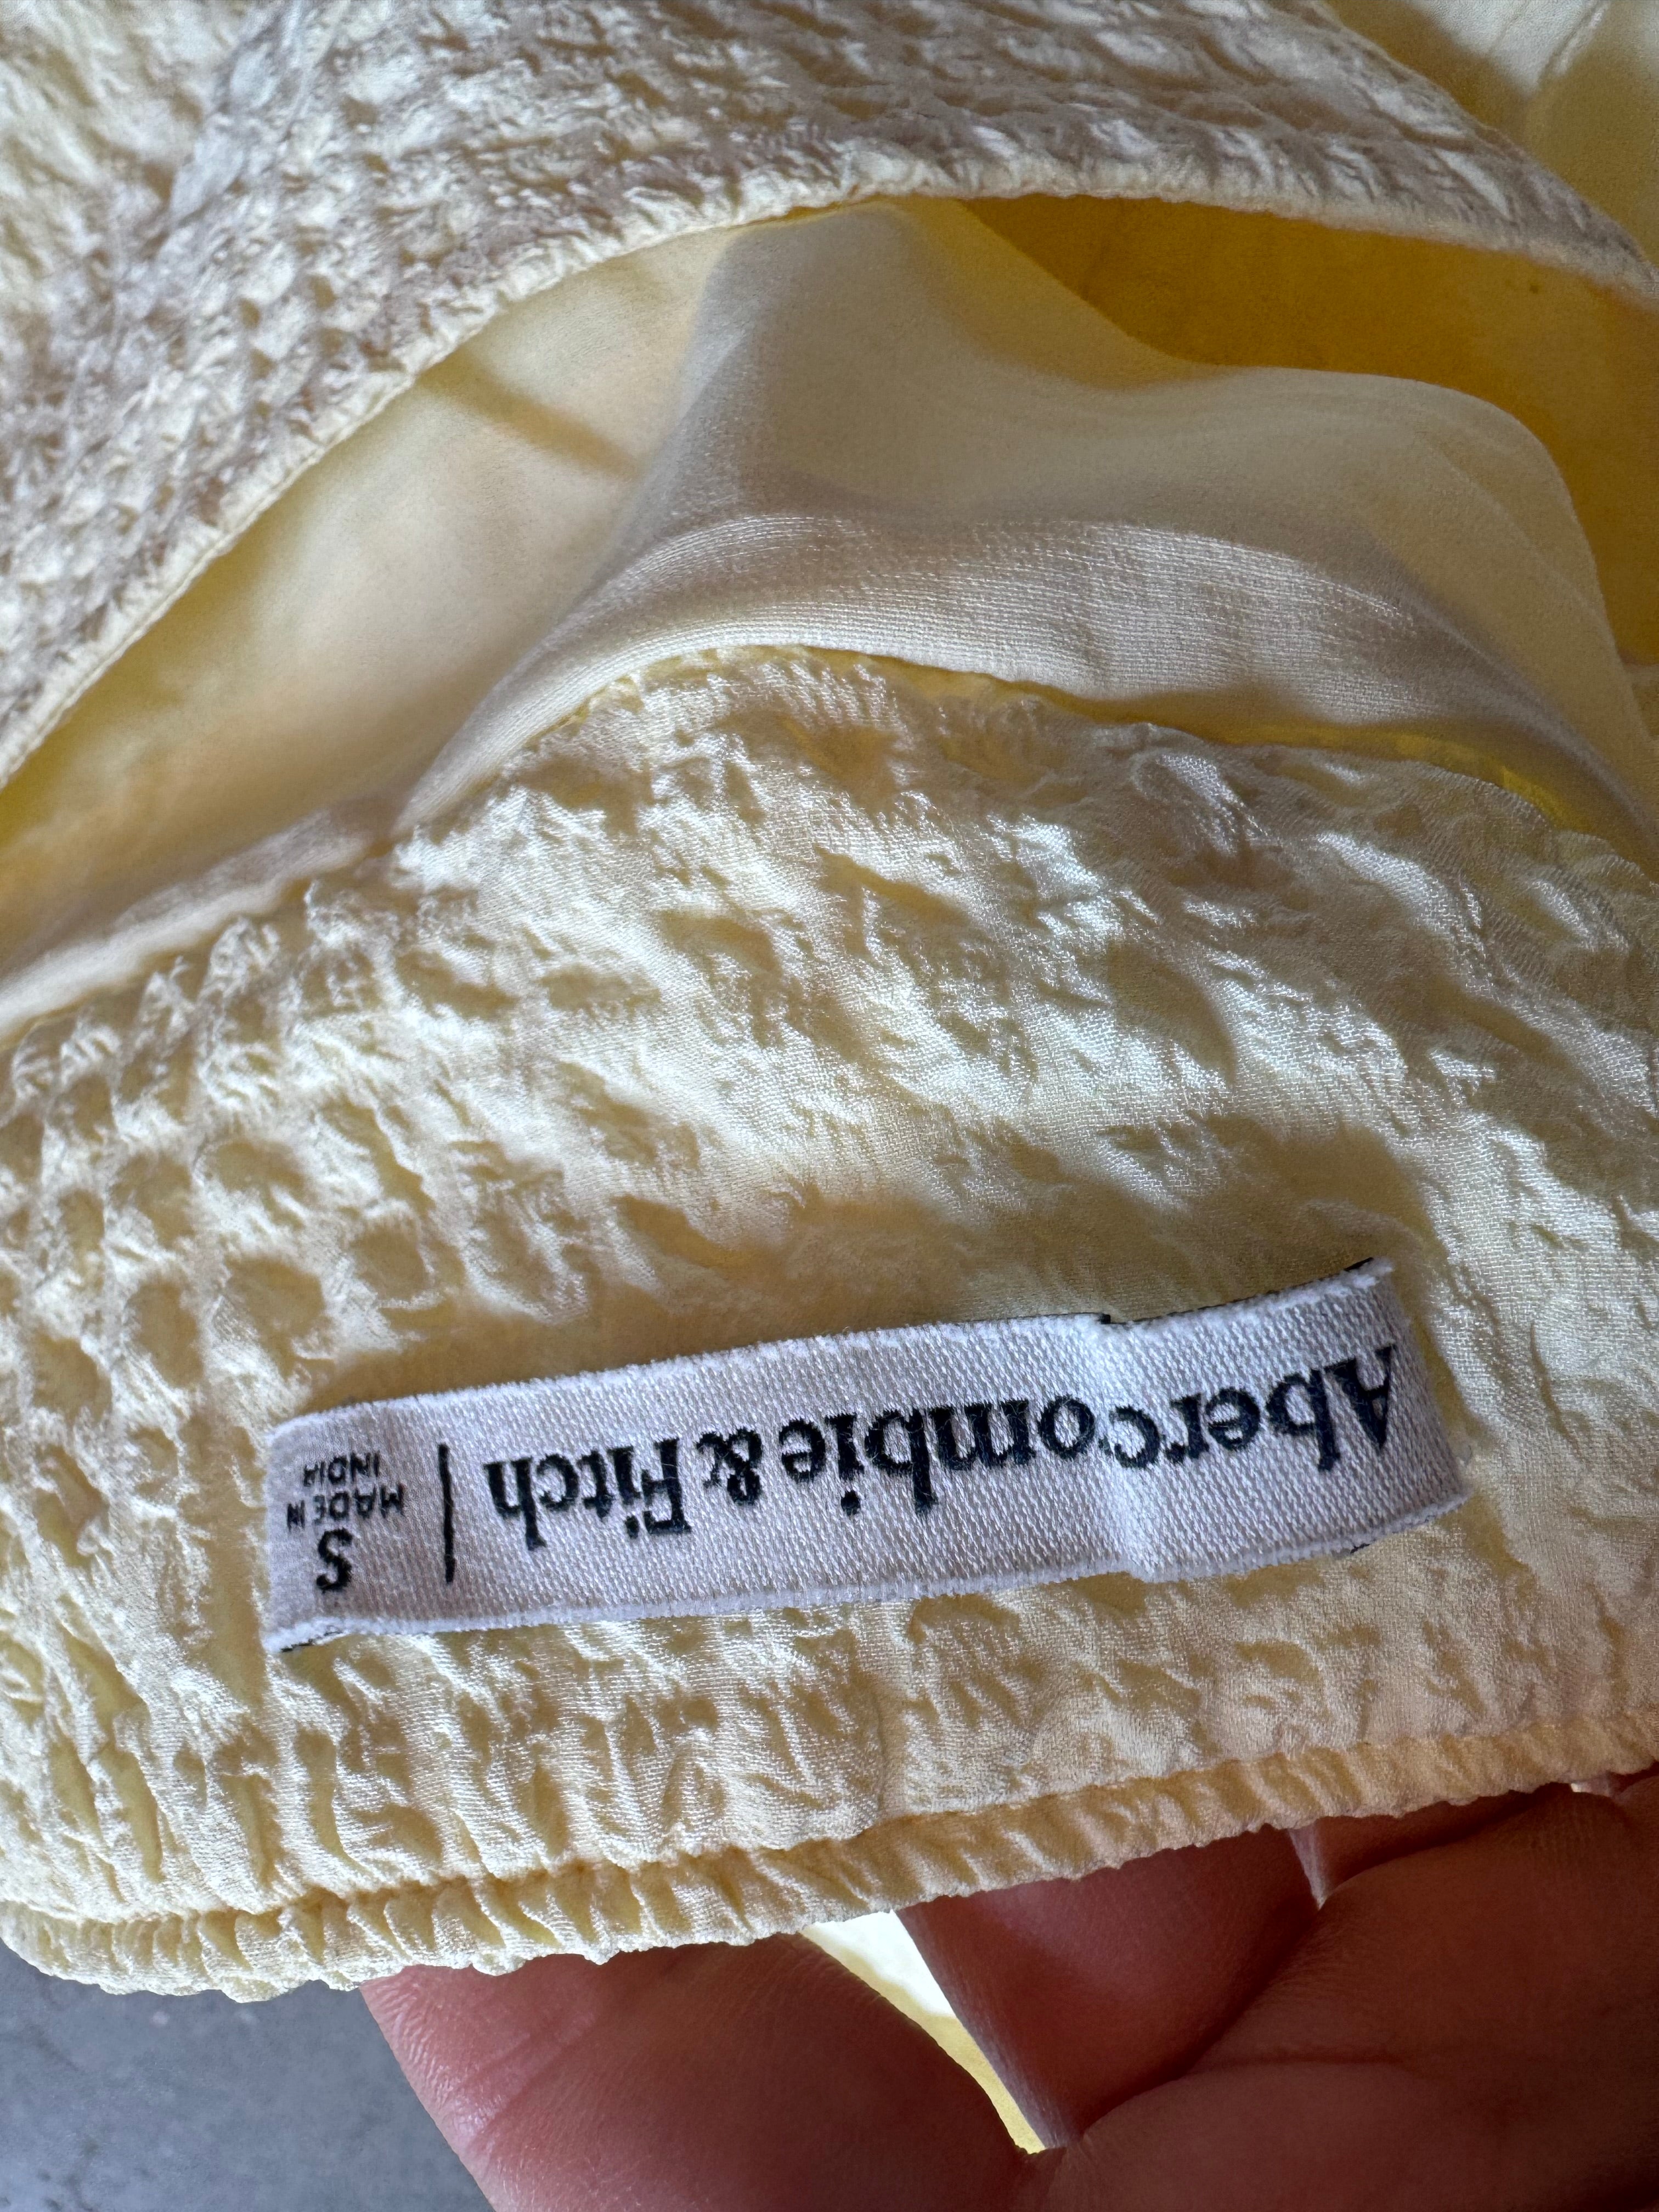 Abercrombie & Fitch
S
MADE IN
INDIA